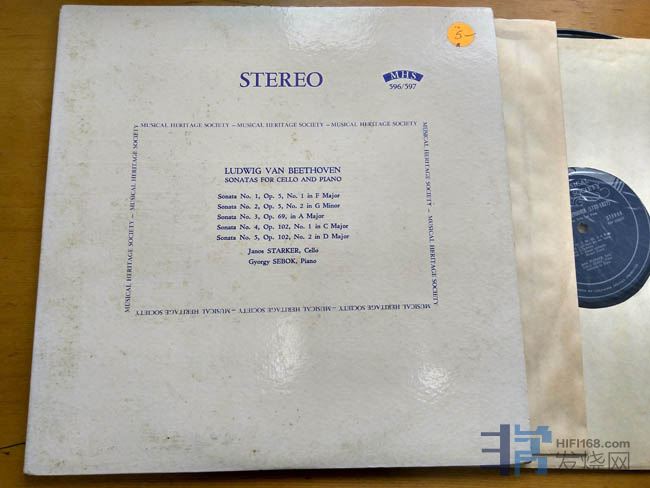 5-
STEREO
MHS
596/597
MUSICAL HERITAGE SOCIETY — MUSICAL HERITAGE SOCIETY — MUSICAL HERITAGE SOCIETY
MUSICAL HERITAGE SOCIETY — MUSICAL HERITAGE SOCIETY
LUDWIG VAN BEETHOVEN
SONATAS FOR CELLO AND PIANO
Sonata No. 1, Op. 5, No. 1 in F Major
Sonata No. 2, Op. 5, No. 2 in G Minor
Sonata No. 3, Op. 69, in A Major
Sonata No. 4, Op. 102, No. 1 in C Major
Sonata No. 5, Op. 102, No. 2 in D Major
Janos STARKER, Cello
Gyorgy SEBOK, Piano
MUSICAL HERITAGE SOCIETY — MUSICAL HERITAGE SOCIETY
MUSICAL HERITAGE SOCIETY — MUSICAL HERITAGE SOCIETY — MUSICAL HERITAGE SOCIETY
STEREO
HIFI168.com
发烧网